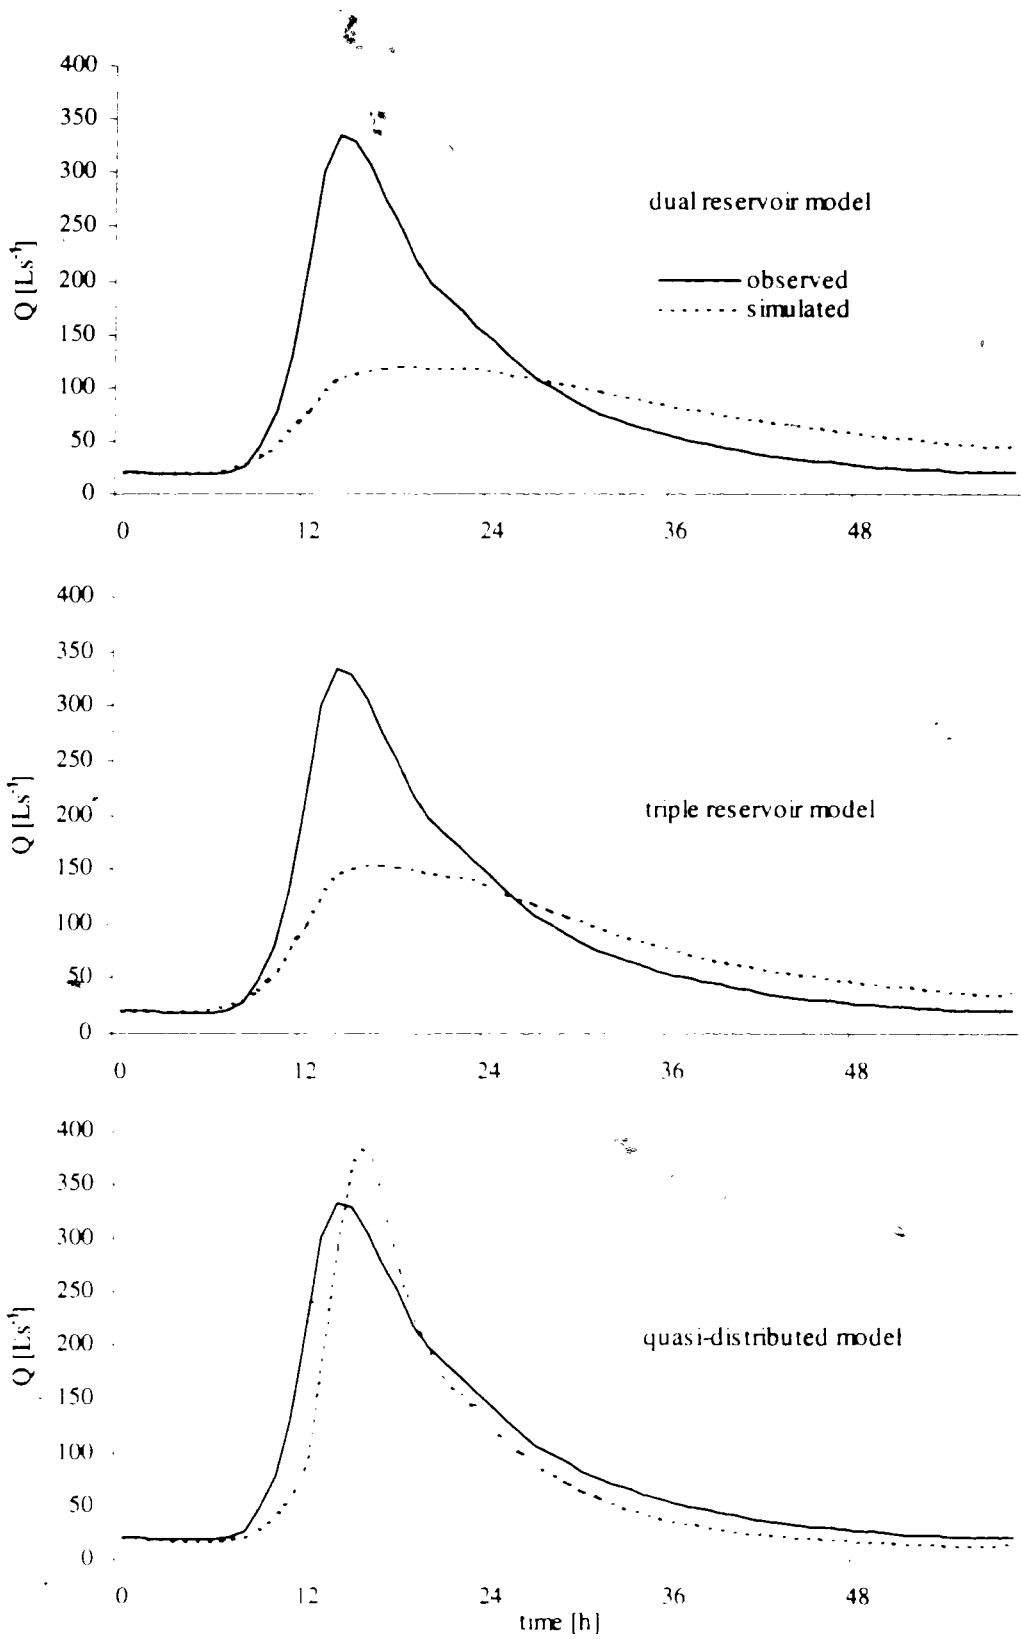 400
350
300
250
200
150
100
50
0
Q [Ls⁻¹]
dual reservoir model
observed
simulated
0 12 24 36 48
400
350
300
250
200
150
100
50
0
Q [Ls⁻¹]
triple reservoir model
0 12 24 36 48
400
350
300
250
200
150
100
50
0
Q [Ls⁻¹]
quasi-distributed model
0 12 24 36 48
time [h]